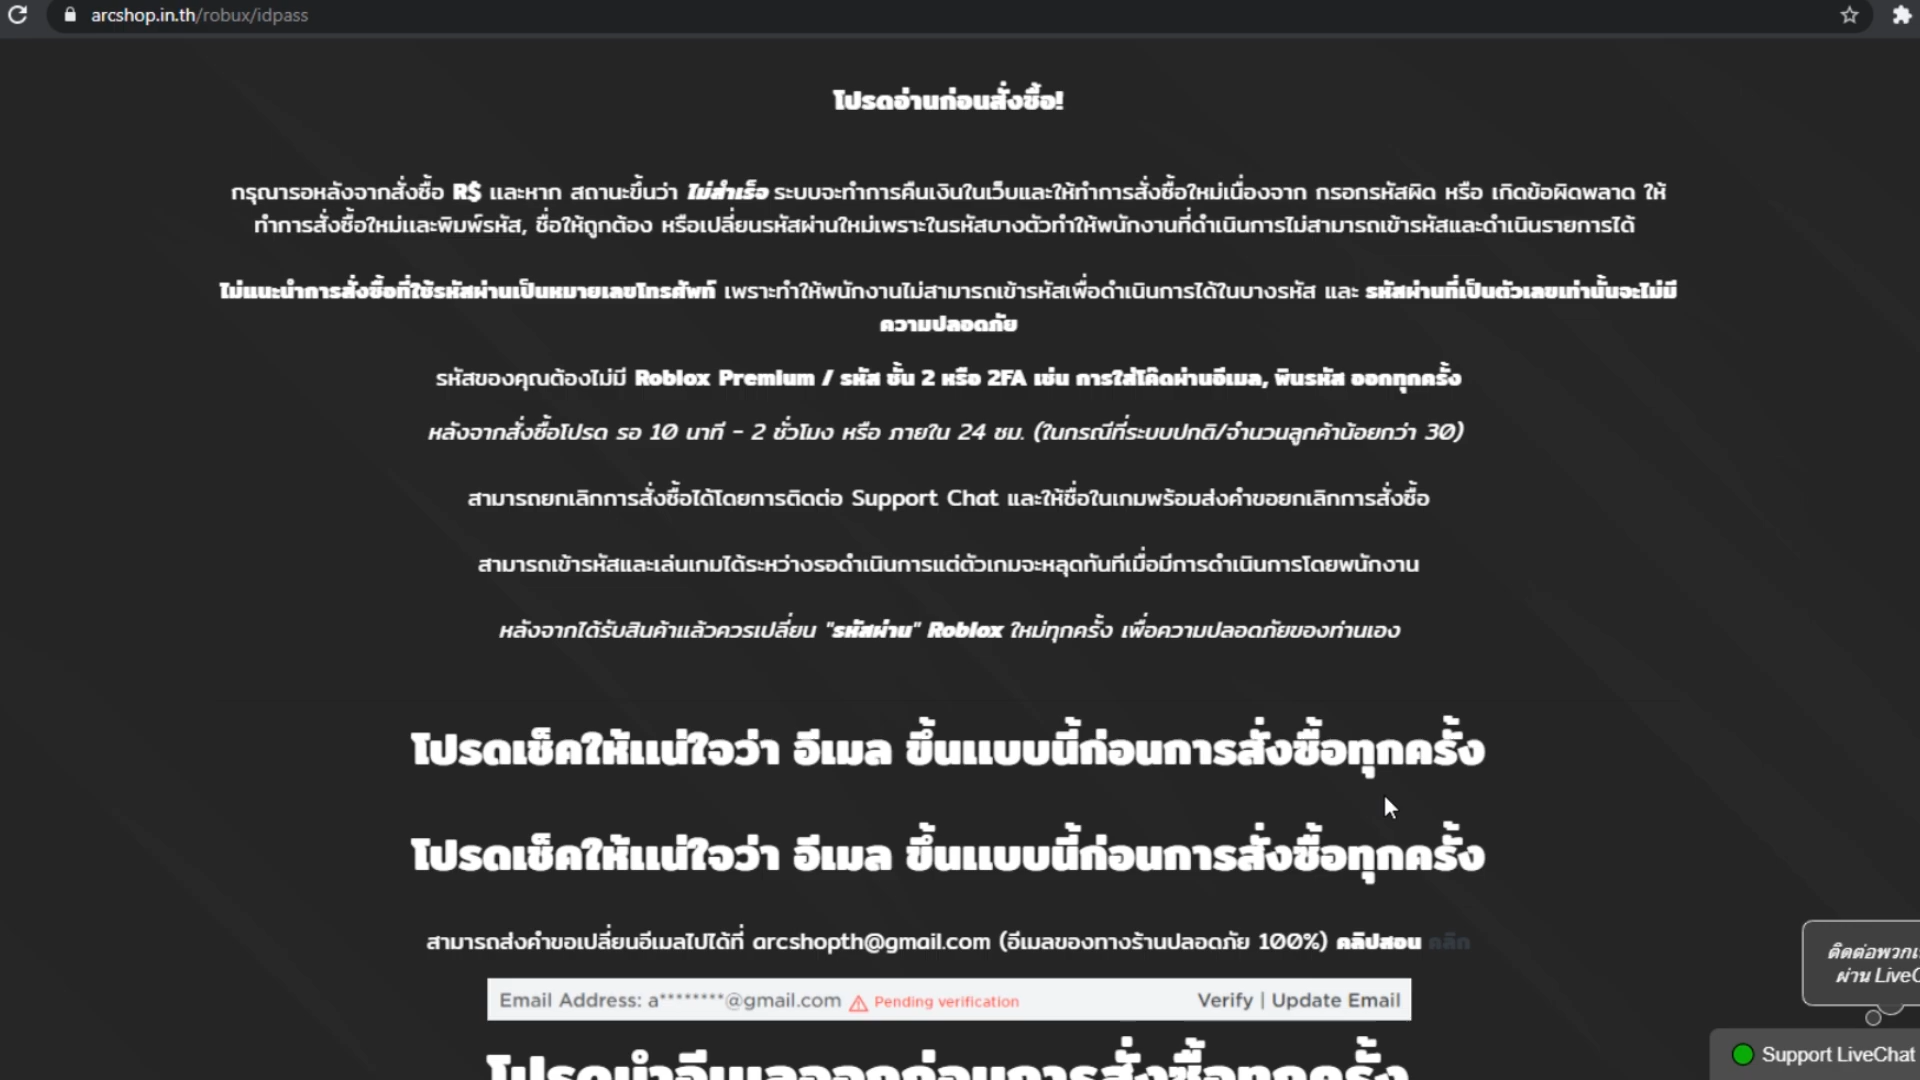 arcshop.in.th/robux/idpass
โปรดอ่านก่อนสั่งซื้อ!
กรุณารอหลังจากสั่งซื้อ R$ และหาก สถานะขึ้นว่า ไม่สำเร็จ ระบบจะทำการคืนเงินในเว็บและให้ทำการสั่งซื้อใหม่เนื่องจาก กรอกรหัสผิด หรือ เกิดข้อผิดพลาด ให้
ทำการสั่งซื้อใหม่และพิมพ์รหัส, ชื่อให้ถูกต้อง หรือเปลี่ยนรหัสผ่านใหม่เพราะในรหัสบางตัวทำให้พนักงานที่ดำเนินการไม่สามารถเข้ารหัสและดำเนินรายการได้
ไม่แนะนำการสั่งซื้อที่ใช้รหัสผ่านเป็นหมายเลขโทรศัพท์ เพราะทำให้พนักงานไม่สามารถเข้ารหัสเพื่อดำเนินการได้ในบางรหัส และ รหัสผ่านที่เป็นตัวเลขเท่านั้นจะไม่มี
ความปลอดภัย
รหัสของคุณต้องไม่มี Roblox Premium / รหัส ชั้น 2 หรือ 2FA เช่น การใส่โค๊ดผ่านอีเมล, พินรหัส ออกทุกครั้ง
หลังจากสั่งซื้อโปรด รอ 10 นาที - 2 ชั่วโมง หรือ ภายใน 24 ชม. (ในกรณีที่ระบบปกติ/จำนวนลูกค้าน้อยกว่า 30)
สามารถยกเลิกการสั่งซื้อได้โดยการติดต่อ Support Chat และให้ชื่อในเกมพร้อมส่งคำขอยกเลิกการสั่งซื้อ
สามารถเข้ารหัสและเล่นเกมได้ระหว่างรอดำเนินการแต่ตัวเกมจะหลุดทันทีเมื่อมีการดำเนินการโดยพนักงาน
หลังจากได้รับสินค้าแล้วควรเปลี่ยน "รหัสผ่าน" Roblox ใหม่ทุกครั้ง เพื่อความปลอดภัยของท่านเอง
โปรดเช็คให้แน่ใจว่า อีเมล ขึ้นแบบนี้ก่อนการสั่งซื้อทุกครั้ง
โปรดเช็คให้แน่ใจว่า อีเมล ขึ้นแบบนี้ก่อนการสั่งซื้อทุกครั้ง
สามารถส่งคำขอเปลี่ยนอีเมลไปได้ที่ arcshopth@gmail.com (อีเมลของทางร้านปลอดภัย 100%) คลิปสอน คลิก
Email Address: a********@gmail.com Pending verification Verify | Update Email
โปรดนำอีเมลออกก่อนการสั่งซื้อทุกครั้ง
ติดต่อพวกเ
ผ่าน LiveC
Support LiveChat